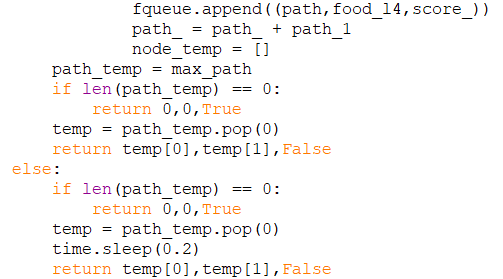 fqueue.append((path,food_l4,score_))
            path_ = path_ + path_1
            node_temp = []
    path_temp = max_path
    if len(path_temp) == 0:
        return 0,0,True
    temp = path_temp.pop(0)
    return temp[0],temp[1],False
else:
    if len(path_temp) == 0:
        return 0,0,True
    temp = path_temp.pop(0)
    time.sleep(0.2)
    return temp[0],temp[1],False